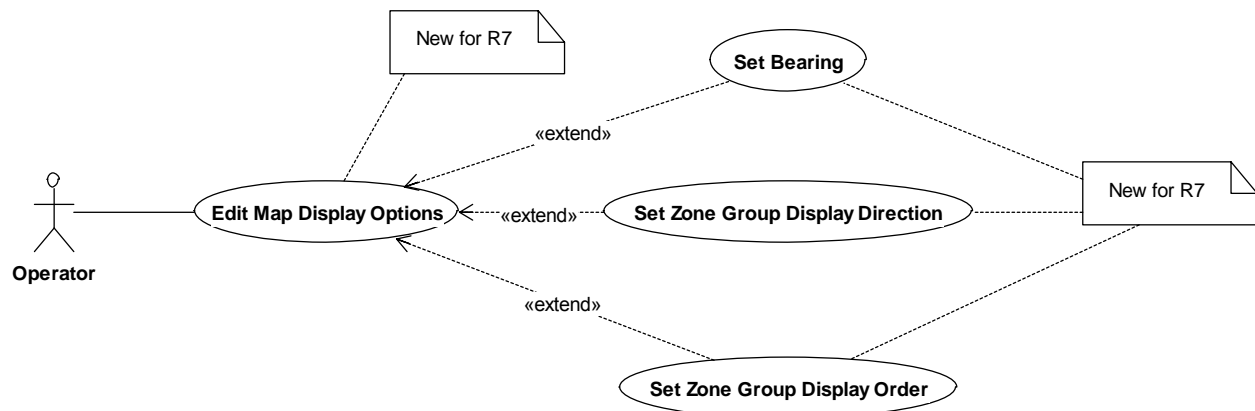 New for R7
Set Bearing
«extend»
New for R7
Edit Map Display Options
«extend»
Set Zone Group Display Direction
Operator
«extend»
Set Zone Group Display Order